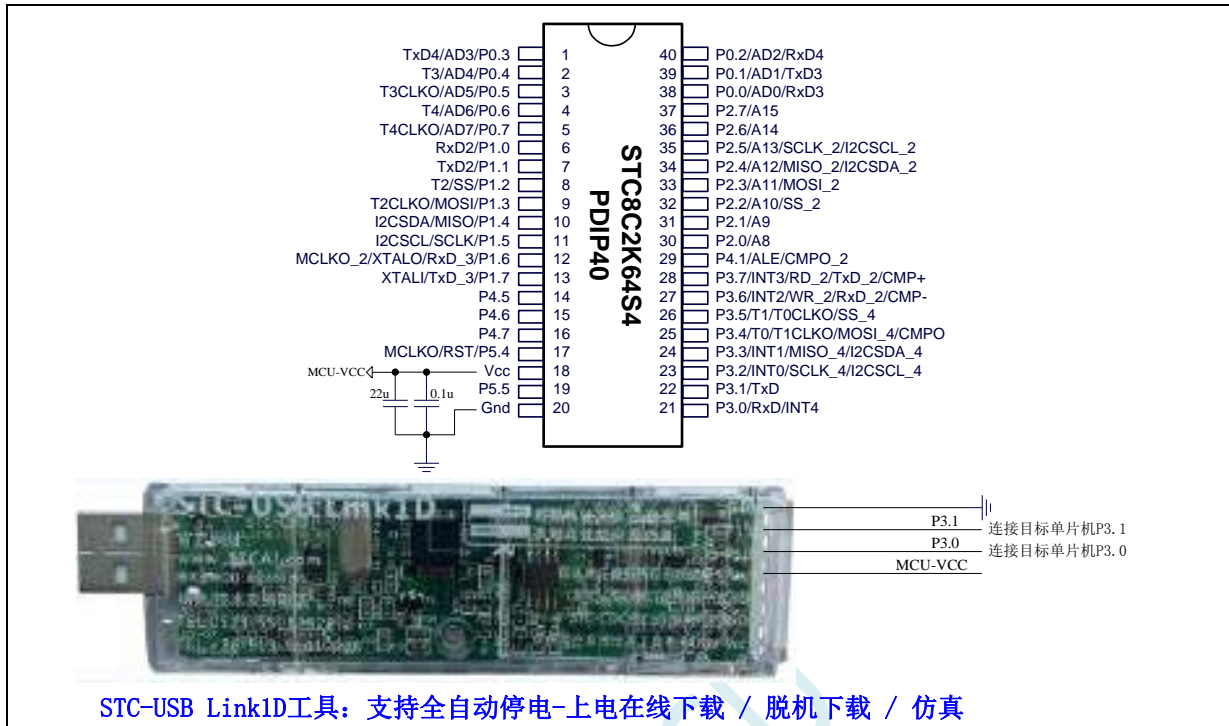 TxD4/AD3/P0.3 1 40 P0.2/AD2/RxD4
T3/AD4/P0.4 2 39 P0.1/AD1/TxD3
T3CLKO/AD5/P0.5 3 38 P0.0/AD0/RxD3
T4/AD6/P0.6 4 37 P2.7/A15
T4CLKO/AD7/P0.7 5 36 P2.6/A14
RxD2/P1.0 6 35 P2.5/A13/SCLK_2/I2CSCL_2
TxD2/P1.1 7 34 P2.4/A12/MISO_2/I2CSDA_2
T2/SS/P1.2 8 33 P2.3/A11/MOSI_2
T2CLKO/MOSI/P1.3 9 32 P2.2/A10/SS_2
I2CSDA/MISO/P1.4 10 31 P2.1/A9
I2CSCL/SCLK/P1.5 11 30 P2.0/A8
MCLKO_2/XTALO/RxD_3/P1.6 12 29 P4.1/ALE/CMPO_2
XTALI/TxD_3/P1.7 13 28 P3.7/INT3/RD_2/TxD_2/CMP+
P4.5 14 27 P3.6/INT2/WR_2/RxD_2/CMP-
P4.6 15 26 P3.5/T1/T0CLKO/SS_4
P4.7 16 25 P3.4/T0/T1CLKO/MOSI_4/CMPO
MCLKO/RST/P5.4 17 24 P3.3/INT1/MISO_4/I2CSDA_4
MCU-VCC Vcc 18 23 P3.2/INT0/SCLK_4/I2CSCL_4
P5.5 19 22 P3.1/TxD
22u 0.1u
Gnd 20 21 P3.0/RxD/INT4
STC8C2K64S4
PDIP40
STC-USB Link1D
P3.1 连接目标单片机P3.1
P3.0 连接目标单片机P3.0
MCU-VCC
STC-USB Link1D工具：支持全自动停电-上电在线下载 / 脱机下载 / 仿真